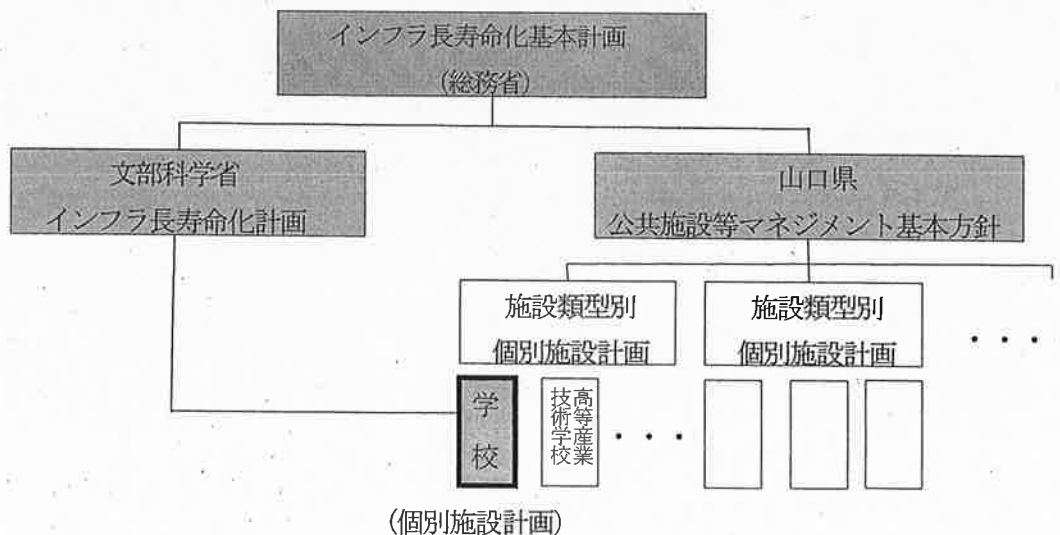 インフラ長寿命化基本計画
(総務省)
文部科学省
インフラ長寿命化計画
山口県
公共施設等マネジメント基本方針
施設類型別
個別施設計画
施設類型別
個別施設計画
・・・
学校
高等産業
技術学校
・・・
(個別施設計画)